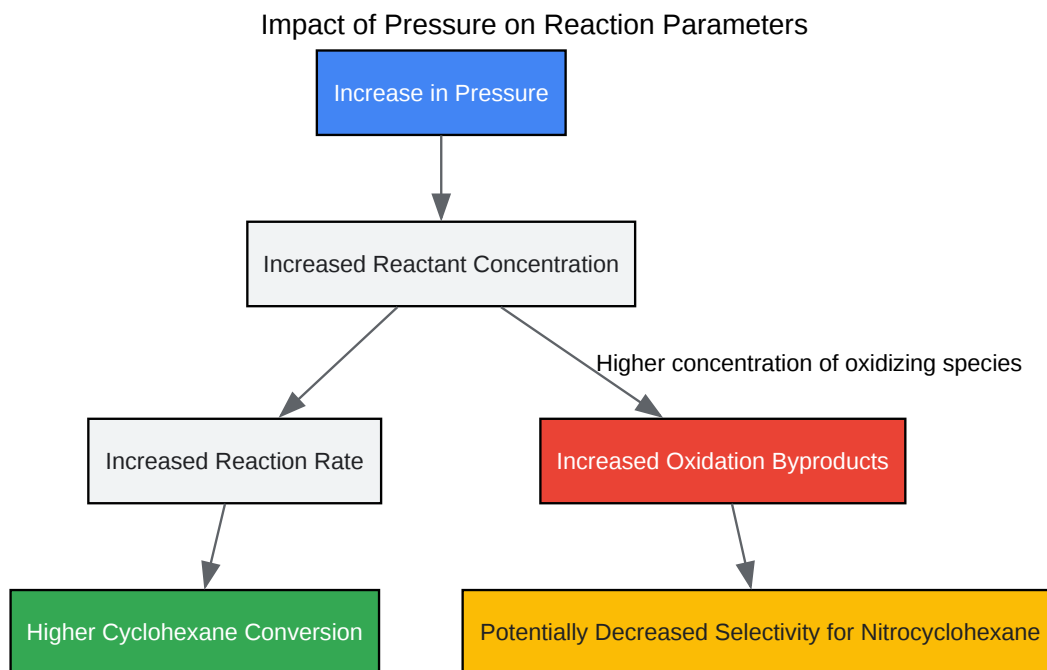 Impact of Pressure on Reaction Parameters
Increase in Pressure
Increased Reactant Concentration
Higher concentration of oxidizing species
Increased Reaction Rate
Increased Oxidation Byproducts
Higher Cyclohexane Conversion
Potentially Decreased Selectivity for Nitrocyclohexane